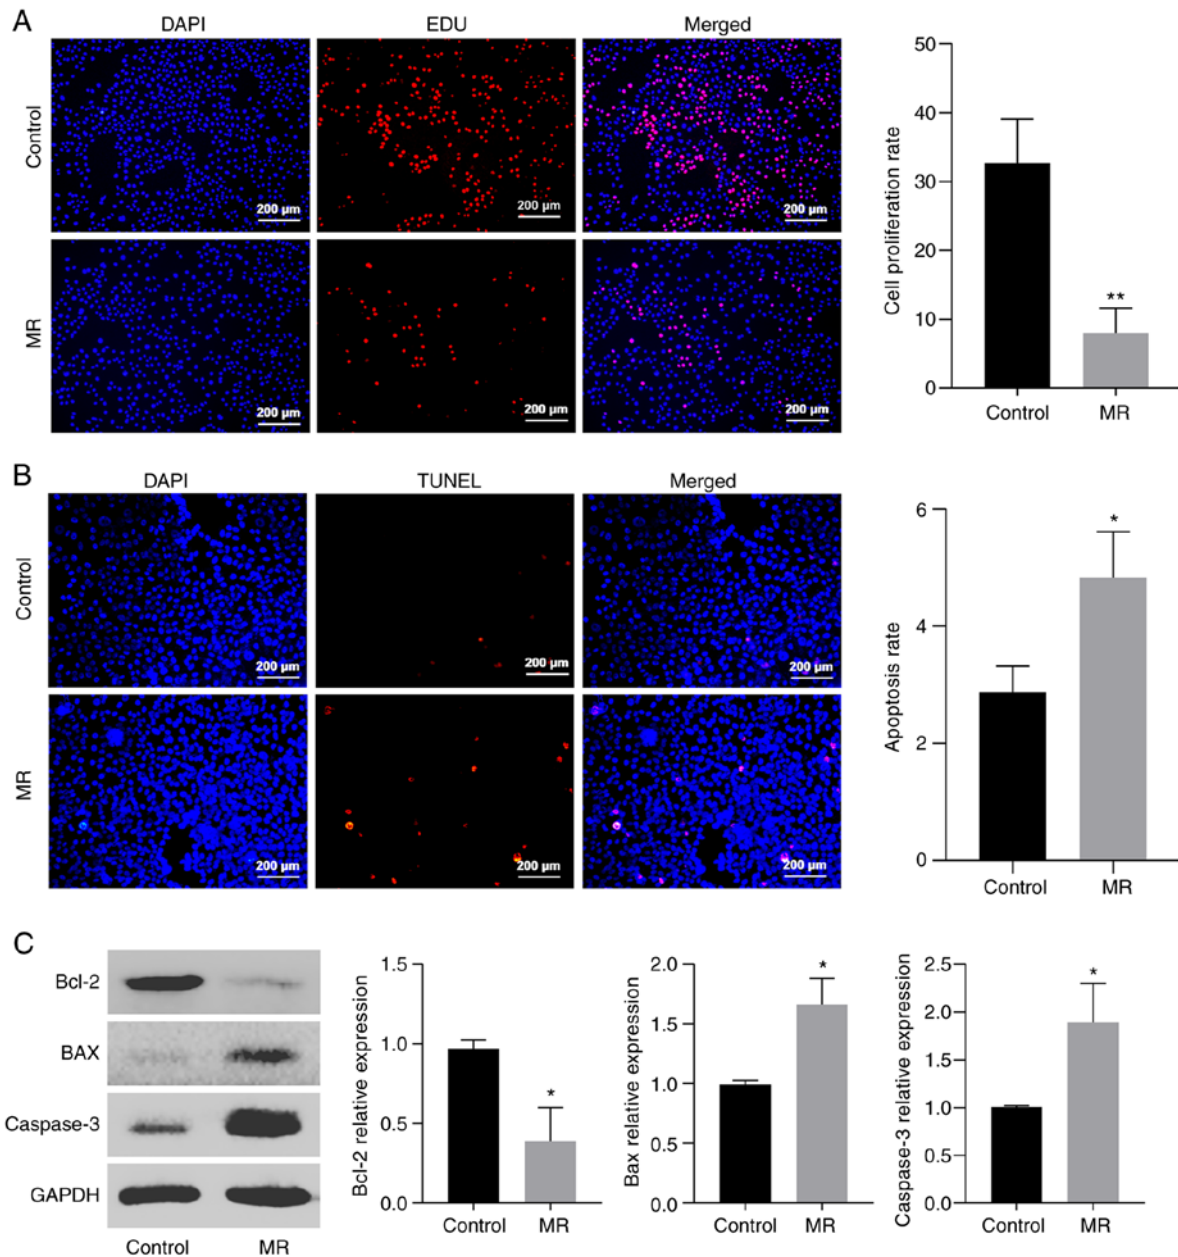 A
DAPI
EDU
Merged
Control
200 µm
200 µm
200 µm
MR
200 µm
200 µm
200 µm
Cell proliferation rate
50
40
30
20
10
0
**
Control
MR
B
DAPI
TUNEL
Merged
Control
200 µm
200 µm
200 µm
MR
200 µm
200 µm
200 µm
Apoptosis rate
6
4
2
0
*
Control
MR
C
Bcl-2
BAX
Caspase-3
GAPDH
Control
MR
Bcl-2 relative expression
1.5
1.0
0.5
0.0
*
Control
MR
Bax relative expression
2.0
1.5
1.0
0.5
0.0
*
Control
MR
Caspase-3 relative expression
2.5
2.0
1.5
1.0
0.5
0.0
*
Control
MR